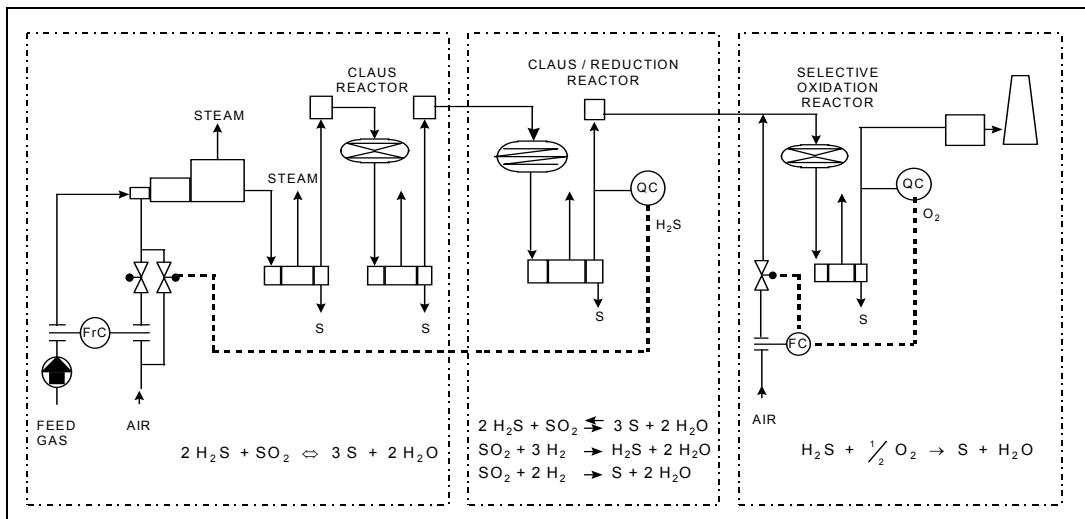 CLAUS
REACTOR
STEAM
STEAM
FrC
S
S
FEED
GAS
AIR
2 H₂S + SO₂ ⇔ 3 S + 2 H₂O
CLAUS / REDUCTION
REACTOR
QC
H₂S
S
2 H₂S + SO₂ ⇄ 3 S + 2 H₂O
SO₂ + 3 H₂ → H₂S + 2 H₂O
SO₂ + 2 H₂ → S + 2 H₂O
SELECTIVE
OXIDATION
REACTOR
QC
O₂
S
FC
AIR
H₂S + ½ O₂ → S + H₂O